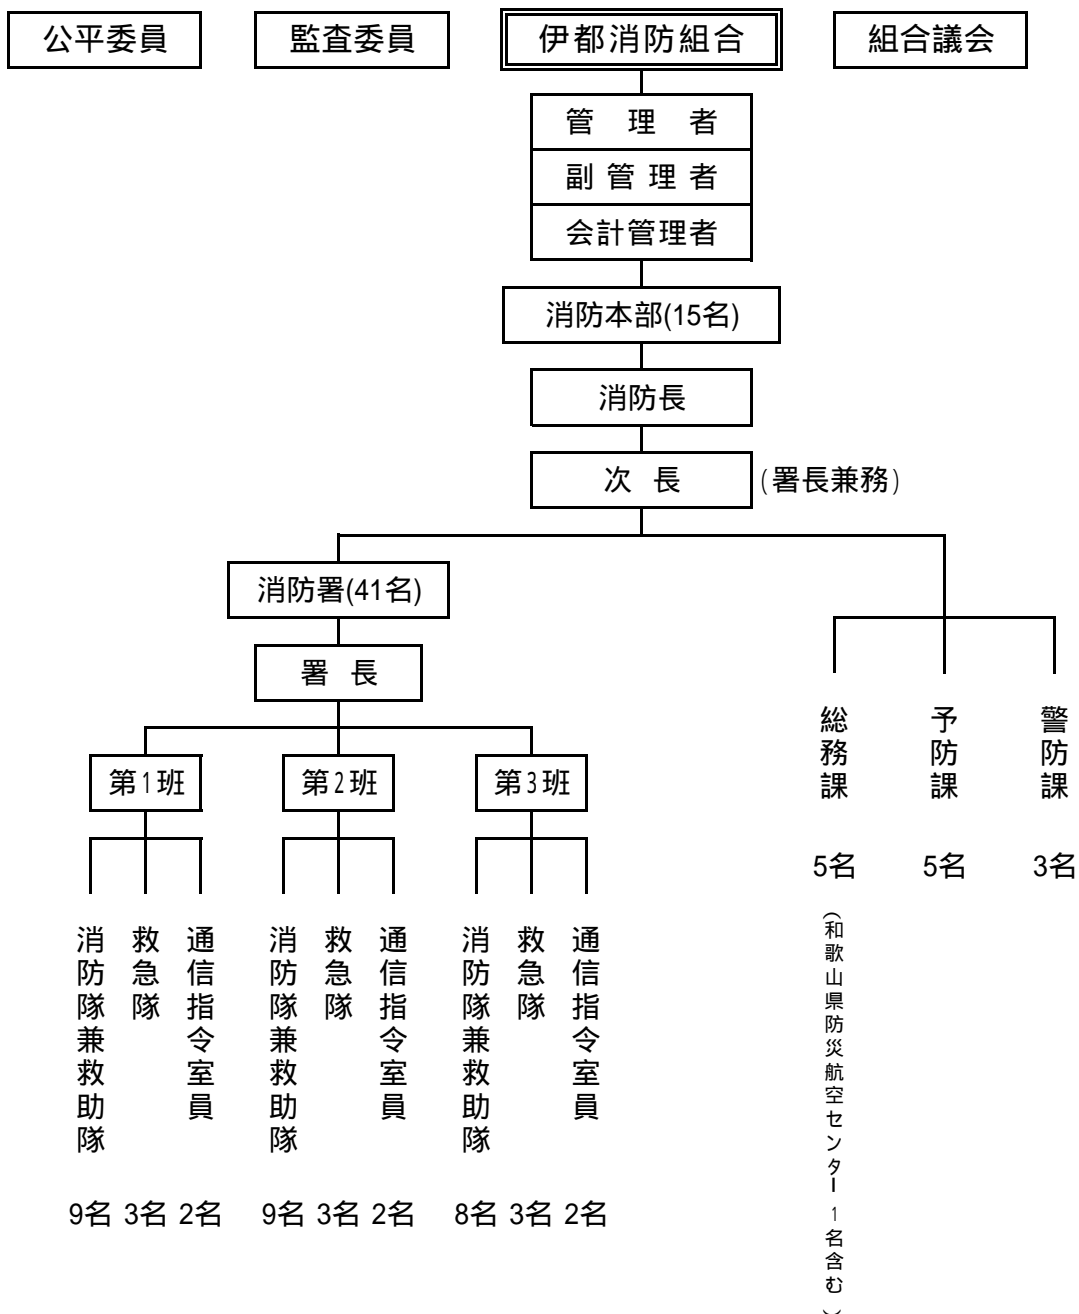 公平委員
監査委員
伊都消防組合
組合議会
管理者
副管理者
会計管理者
消防本部(15名)
消防長
次長
(署長兼務)
消防署(41名)
署長
第1班
第2班
第3班
消防隊兼救助隊
救急隊
通信指令室員
消防隊兼救助隊
救急隊
通信指令室員
消防隊兼救助隊
救急隊
通信指令室員
9名
3名
2名
9名
3名
2名
8名
3名
2名
総務課
予防課
警防課
5名
5名
3名
(和歌山県防災航空センター1名含む)